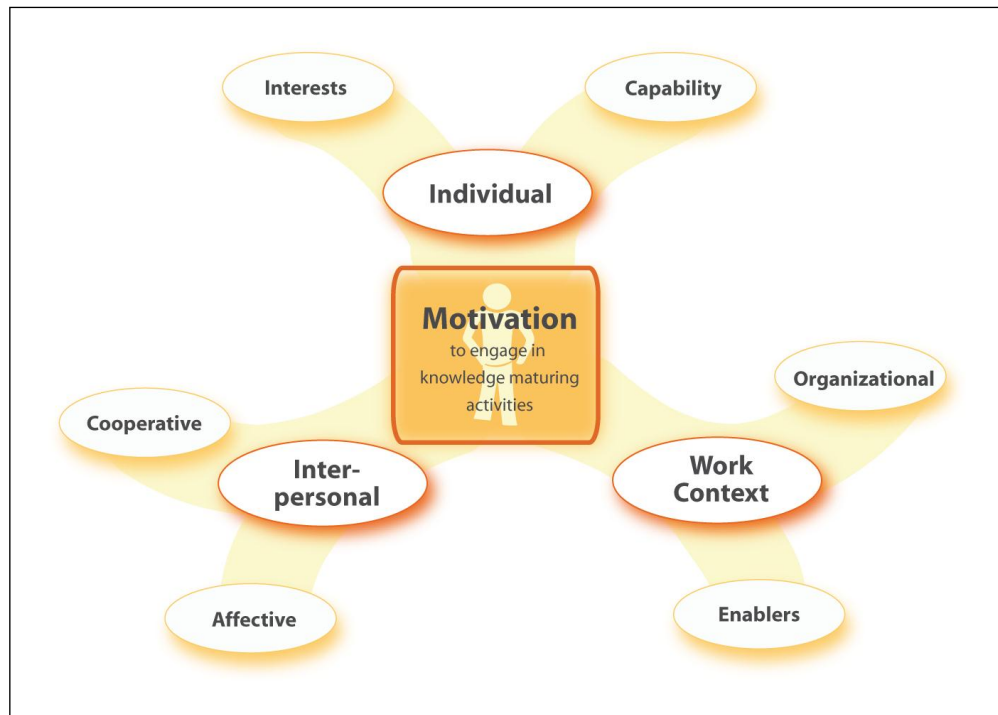 Interests
Capability
Individual
Motivation
to engage in
knowledge maturing
activities
Organizational
Cooperative
Inter-
personal
Work
Context
Affective
Enablers